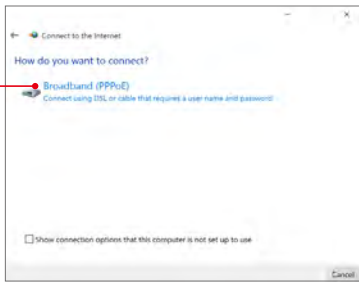 Connect to the Internet
How do you want to connect?
Broadband (PPPoE)
Connect using DSL or cable that requires a user name and password
Show connection options that this computer is not set up to use
Cancel